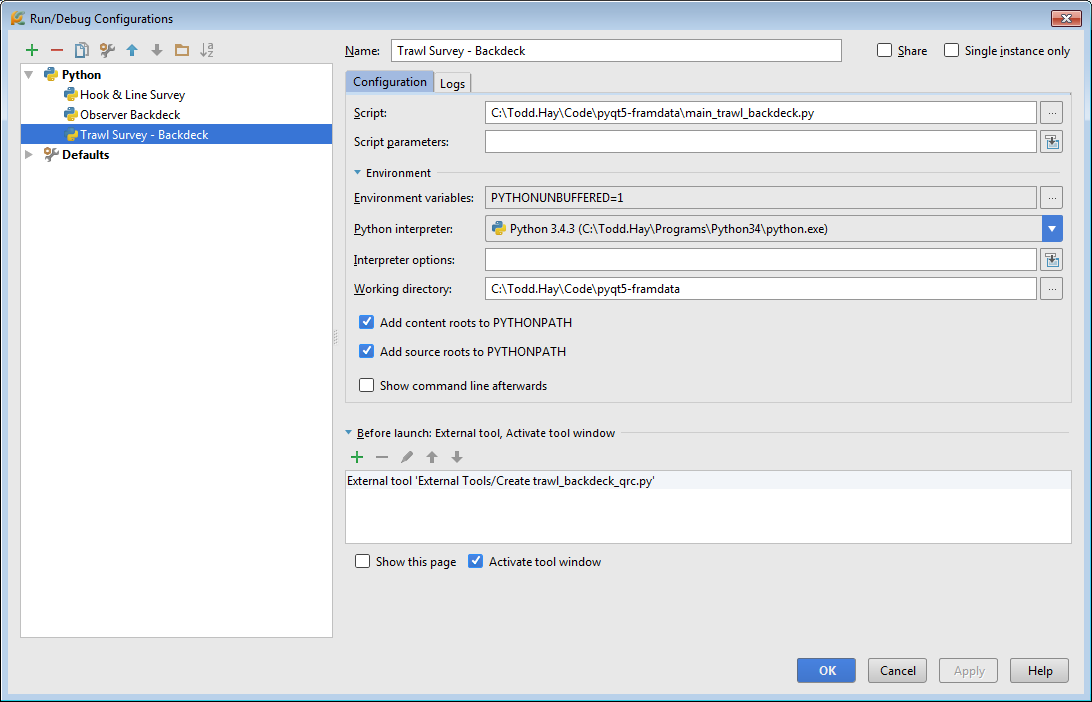 Run/Debug Configurations
Name: Trawl Survey - Backdeck Share Single instance only
Python
Hook & Line Survey
Observer Backdeck
Trawl Survey - Backdeck
Defaults
Configuration Logs
Script: C:\Todd.Hay\Code\pyqt5-framdata\main_trawl_backdeck.py ...
Script parameters:
Environment
Environment variables: PYTHONUNBUFFERED=1 ...
Python interpreter: Python 3.4.3 (C:\Todd.Hay\Programs\Python34\python.exe)
Interpreter options:
Working directory: C:\Todd.Hay\Code\pyqt5-framdata ...
Add content roots to PYTHONPATH
Add source roots to PYTHONPATH
Show command line afterwards
Before launch: External tool, Activate tool window
External tool 'External Tools/Create trawl_backdeck_qrc.py'
Show this page Activate tool window
OK Cancel Apply Help